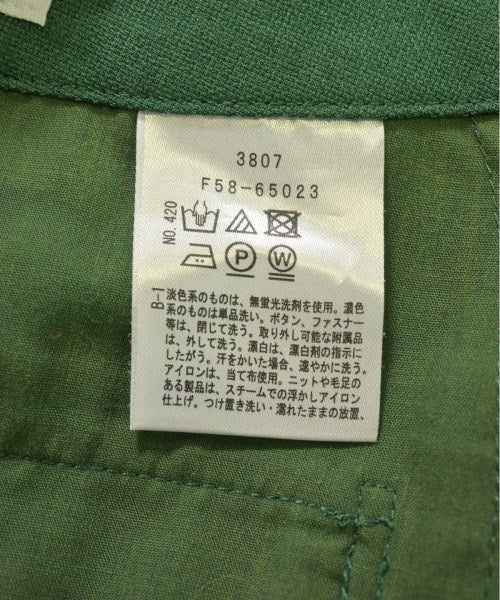 3807
F58-65023
NO. 420
P W
B-1
淡色系のものは、無蛍光洗剤を使用。濃色
系のものは単品洗い。ボタン、ファスナー
等は、閉じて洗う。取り外し可能な附属品
は、外して洗う。漂白は、漂白剤の指示に
したがう。汗をかいた場合、速やかに洗う。
アイロンは、当て布使用。ニットや毛足の
ある製品は、スチームでの浮かしアイロン
仕上げ。つけ置き洗い・濡れたままの放置、